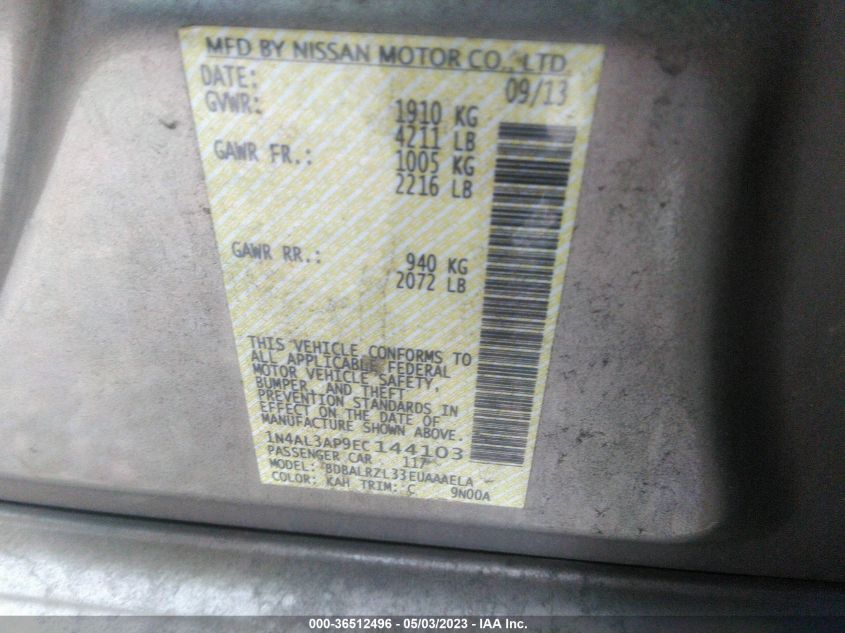 MFD BY NISSAN MOTOR CO., LTD
DATE: 09/13
GVWR: 1910 KG
4211 LB
GAWR FR.: 1005 KG
2216 LB
GAWR RR.: 940 KG
2072 LB
THIS VEHICLE CONFORMS TO
ALL APPLICABLE FEDERAL
MOTOR VEHICLE SAFETY,
BUMPER, AND THEFT
PREVENTION STANDARDS IN
EFFECT ON THE DATE OF
MANUFACTURE SHOWN ABOVE.
1N4AL3AP9EC144103
PASSENGER CAR 117
MODEL: BDBALRZL33EUAAAELA -
COLOR: KAH TRIM: C 9N00A
000-36512496 - 05/03/2023 - IAA Inc.